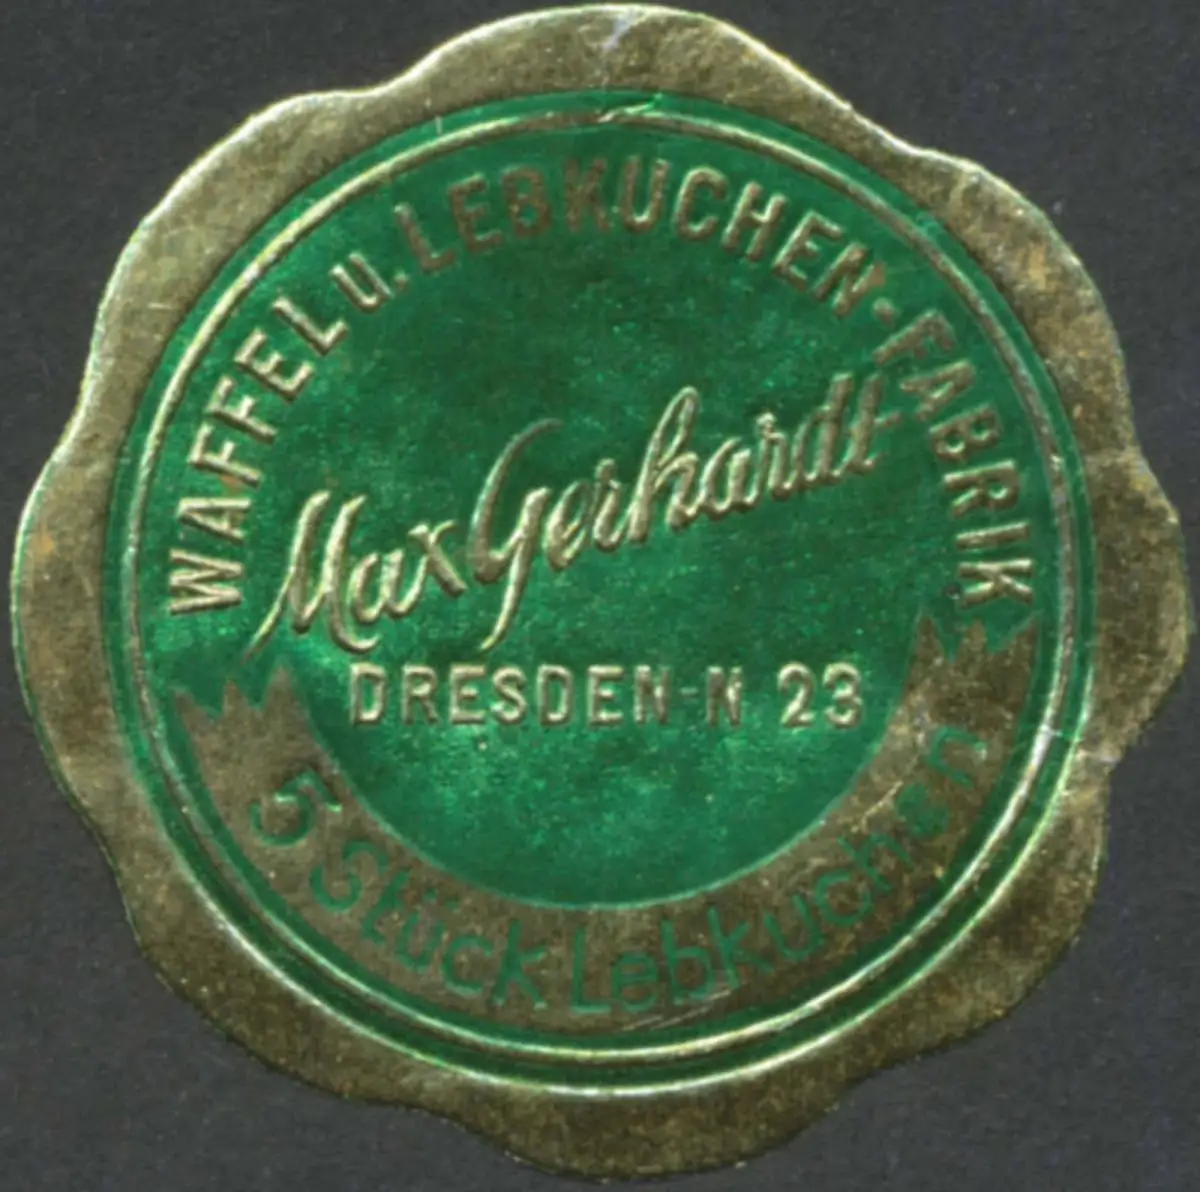 WAFFEL u. LEBKUCHEN-FABRIK
Max Gerhardt
DRESDEN-N 23
5 Stück Lebkuchen